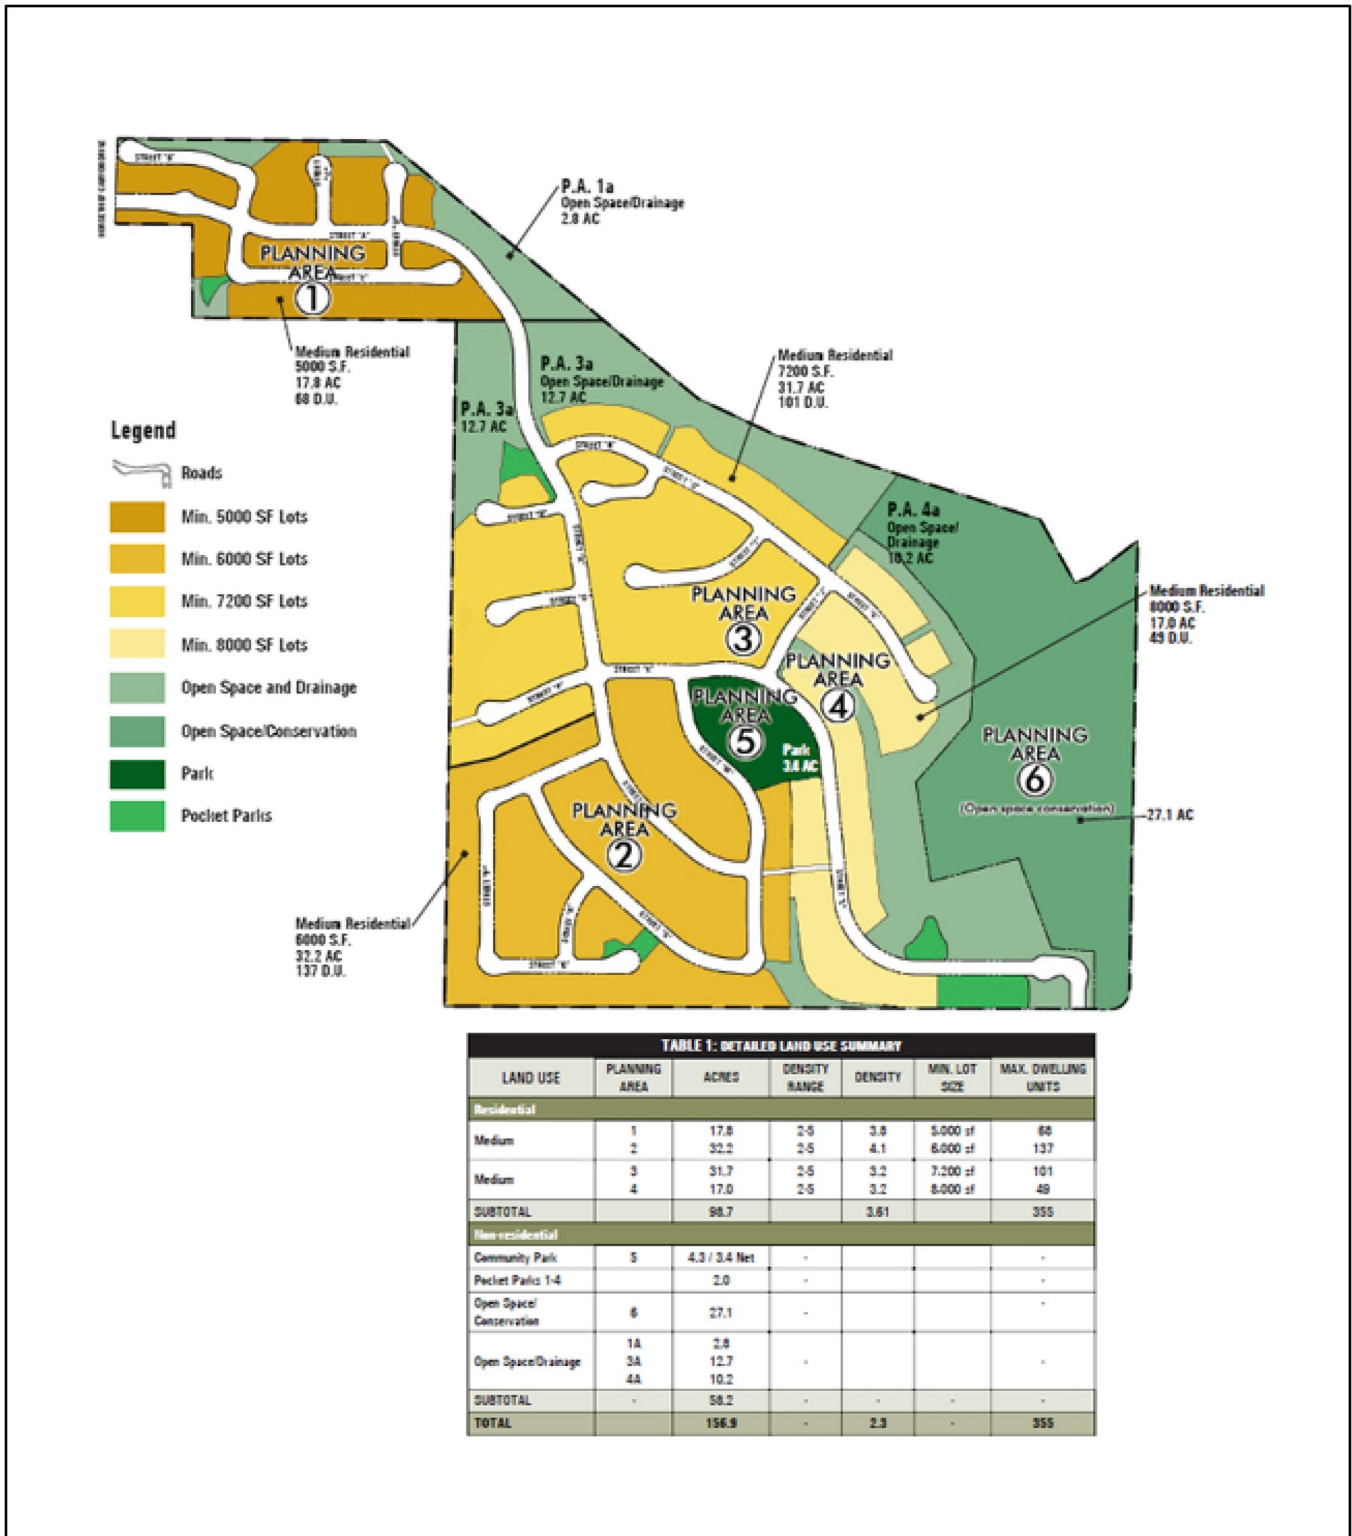 STREET "B"
STREET "A"
STREET "E"
PLANNING
AREA
1
P.A. 1a
Open Space/Drainage
2.8 AC
Medium Residential
5000 S.F.
17.8 AC
68 D.U.
P.A. 3a
Open Space/Drainage
12.7 AC
P.A. 3a
12.7 AC
Medium Residential
7200 S.F.
31.7 AC
101 D.U.
Legend
Roads
Min. 5000 SF Lots
Min. 6000 SF Lots
Min. 7200 SF Lots
Min. 8000 SF Lots
Open Space and Drainage
Open Space/Conservation
Park
Pocket Parks
P.A. 4a
Open Space/
Drainage
10.2 AC
PLANNING
AREA
3
Medium Residential
8000 S.F.
17.0 AC
49 D.U.
PLANNING
AREA
4
PLANNING
AREA
5
Park
3.4 AC
PLANNING
AREA
6
(Open space conservation)
27.1 AC
PLANNING
AREA
2
Medium Residential
6000 S.F.
32.2 AC
137 D.U.
TABLE 1: DETAILED LAND USE SUMMARY
LAND USE PLANNING AREA ACRES DENSITY RANGE DENSITY MIN. LOT SIZE MAX. DWELLING UNITS
Residential
Medium 1 17.8 2-5 3.8 5,000 sf 68
2 32.2 2-5 4.1 6,000 sf 137
Medium 3 31.7 2-5 3.2 7,200 sf 101
4 17.0 2-5 3.2 8,000 sf 49
SUBTOTAL 98.7 3.61 355
Non-residential
Community Park 5 4.3 / 3.4 Net - -
Pocket Parks 1-4 2.0 - -
Open Space/
Conservation 6 27.1 - -
1A 2.8
Open Space/Drainage 3A 12.7 - -
4A 10.2
SUBTOTAL - 58.2 - - - -
TOTAL 156.9 - 2.3 - 355